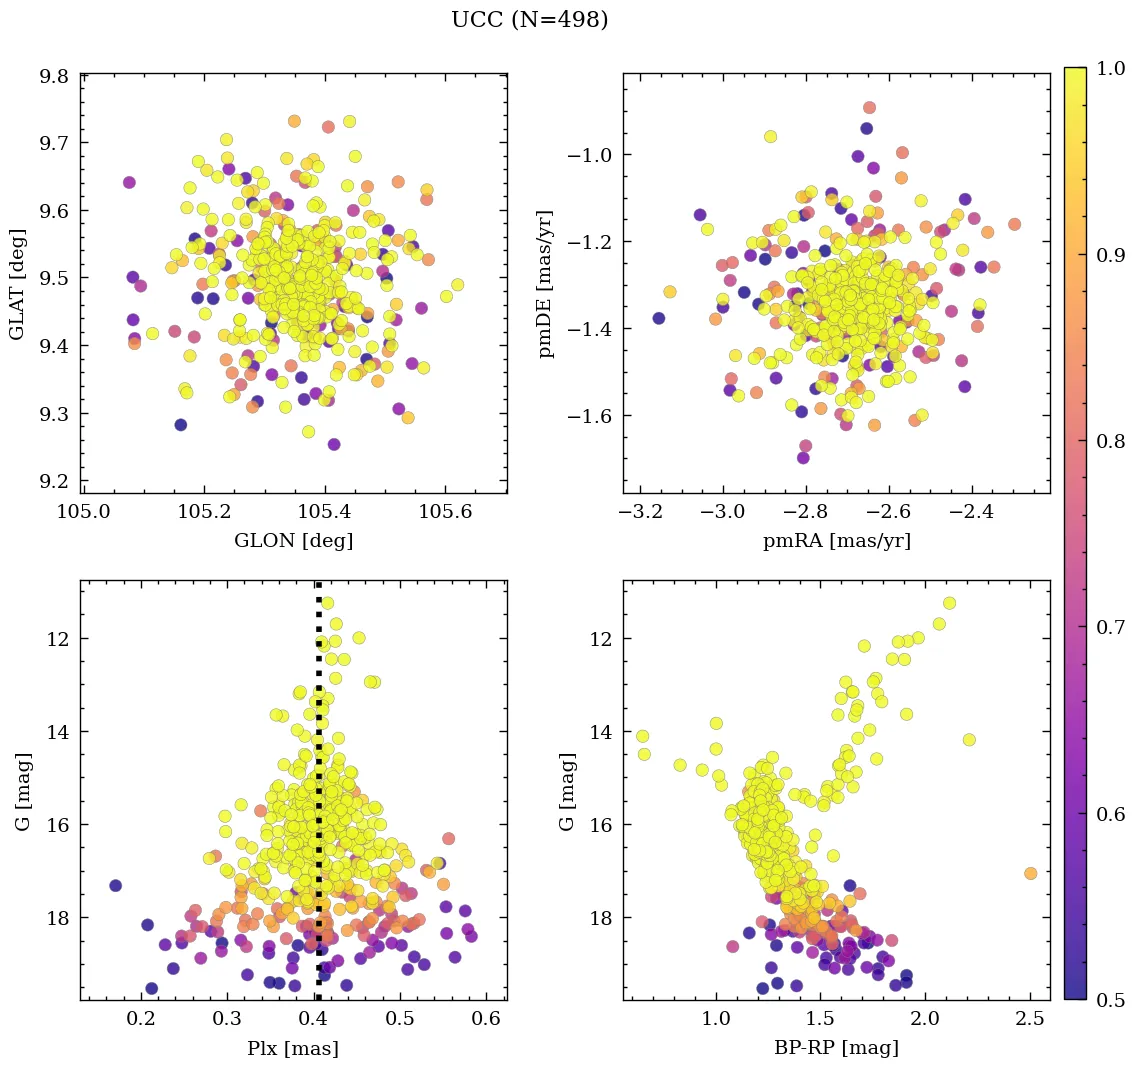 UCC (N=498)
9.8
9.7
9.6
9.5
9.4
9.3
9.2
GLAT [deg]
105.0 105.2 105.4 105.6
GLON [deg]
−1.0
−1.2
−1.4
−1.6
pmDE [mas/yr]
−3.2 −3.0 −2.8 −2.6 −2.4
pmRA [mas/yr]
12
14
16
18
G [mag]
0.2 0.3 0.4 0.5 0.6
Plx [mas]
12
14
16
18
G [mag]
1.0 1.5 2.0 2.5
BP-RP [mag]
1.0
0.9
0.8
0.7
0.6
0.5